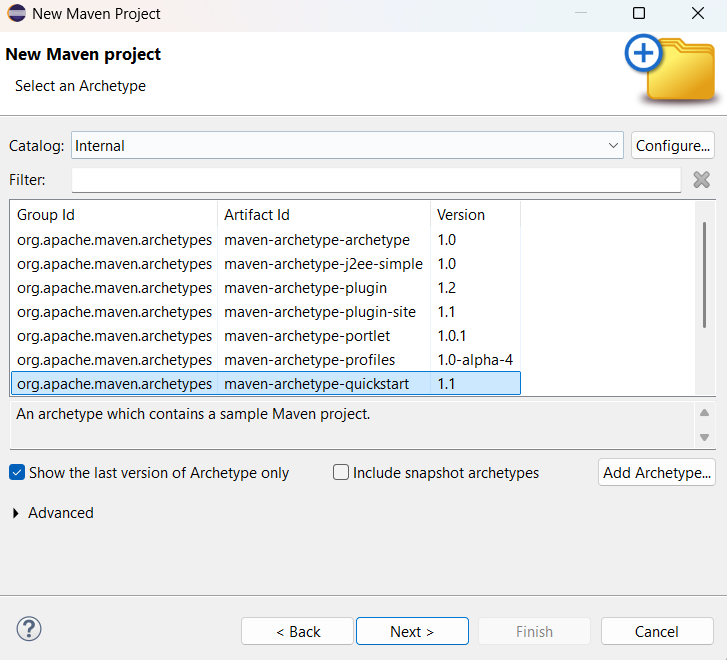 New Maven Project
New Maven project
Select an Archetype
Catalog: Internal Configure...
Filter:
Group Id Artifact Id Version
org.apache.maven.archetypes maven-archetype-archetype 1.0
org.apache.maven.archetypes maven-archetype-j2ee-simple 1.0
org.apache.maven.archetypes maven-archetype-plugin 1.2
org.apache.maven.archetypes maven-archetype-plugin-site 1.1
org.apache.maven.archetypes maven-archetype-portlet 1.0.1
org.apache.maven.archetypes maven-archetype-profiles 1.0-alpha-4
org.apache.maven.archetypes maven-archetype-quickstart 1.1
An archetype which contains a sample Maven project.
Show the last version of Archetype only Include snapshot archetypes Add Archetype...
Advanced
? < Back Next > Finish Cancel